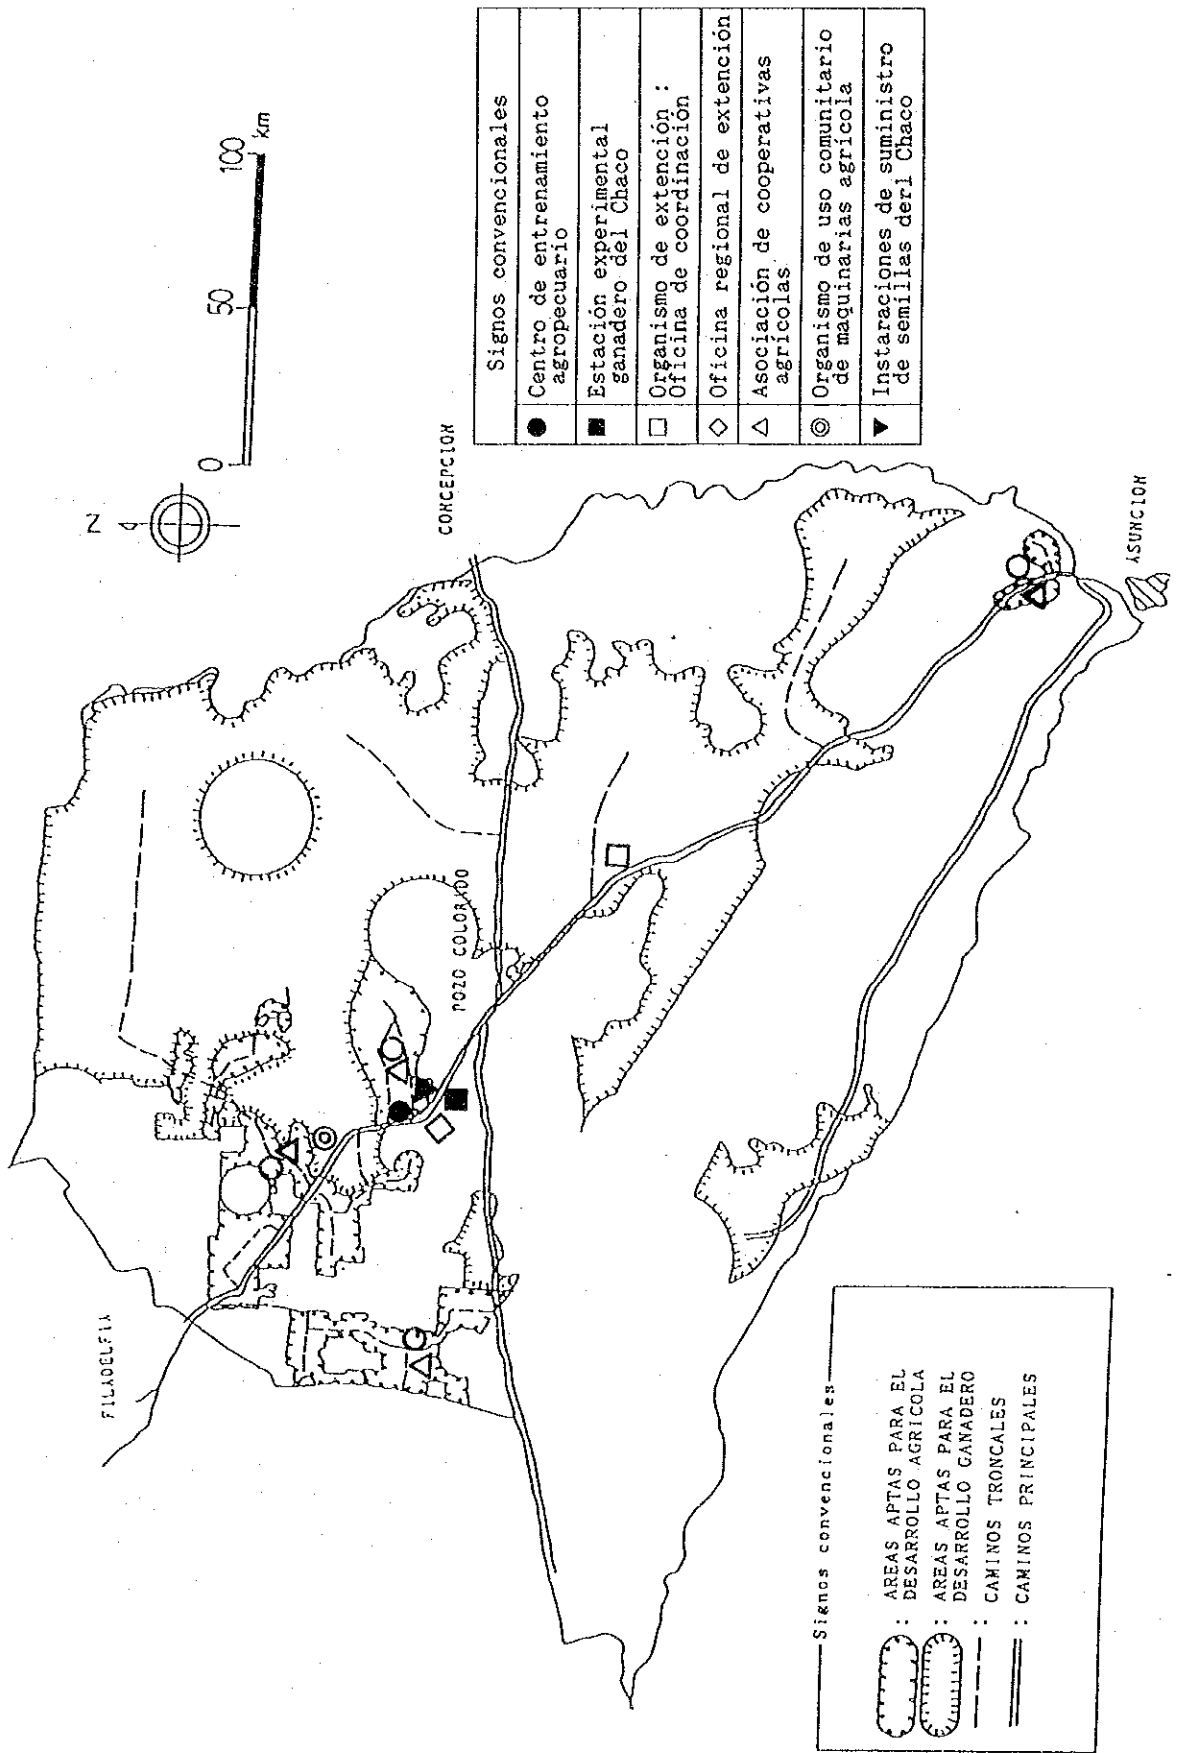 Z
0
50
100
km
CONCEPCION
FILADELFIA
POZO COLORADO
ASUNCION
Signos convencionales
Centro de entrenamiento
agropecuario
Estación experimental
ganadero del Chaco
Organismo de extención :
Oficina de coordinación
Oficina regional de extención
Asociación de cooperativas
agrícolas
Organismo de uso comunitario
de maquinarias agrícola
Instaraciones de suministro
de semillas derl Chaco
Signos convencionales
: AREAS APTAS PARA EL
DESARROLLO AGRICOLA
: AREAS APTAS PARA EL
DESARROLLO GANADERO
: CAMINOS TRONCALES
: CAMINOS PRINCIPALES